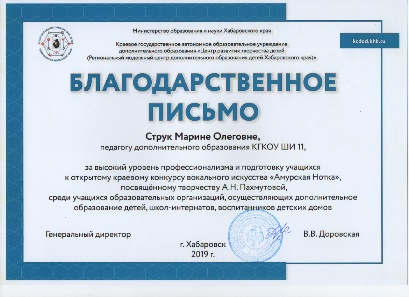 Министерство образования и науки Хабаровского края
kcdod.khb.ru
Краевое государственное автономное образовательное учреждение
дополнительного образования «Центр развития творчества детей
(Региональный модельный центр дополнительного образования детей Хабаровского края)»
БЛАГОДАРСТВЕННОЕ
ПИСЬМО
Струк Марине Олеговне,
педагогу дополнительного образования КГКОУ ШИ 11,
за высокий уровень профессионализма и подготовку учащихся
к открытому краевому конкурсу вокального искусства «Амурская Нотка»,
посвящённому творчеству А.Н. Пахмутовой,
среди учащихся образовательных организаций, осуществляющих дополнительное
образование детей, школ-интернатов, воспитанников детских домов
Генеральный директор
В.В. Доровская
г. Хабаровск
2019 г.